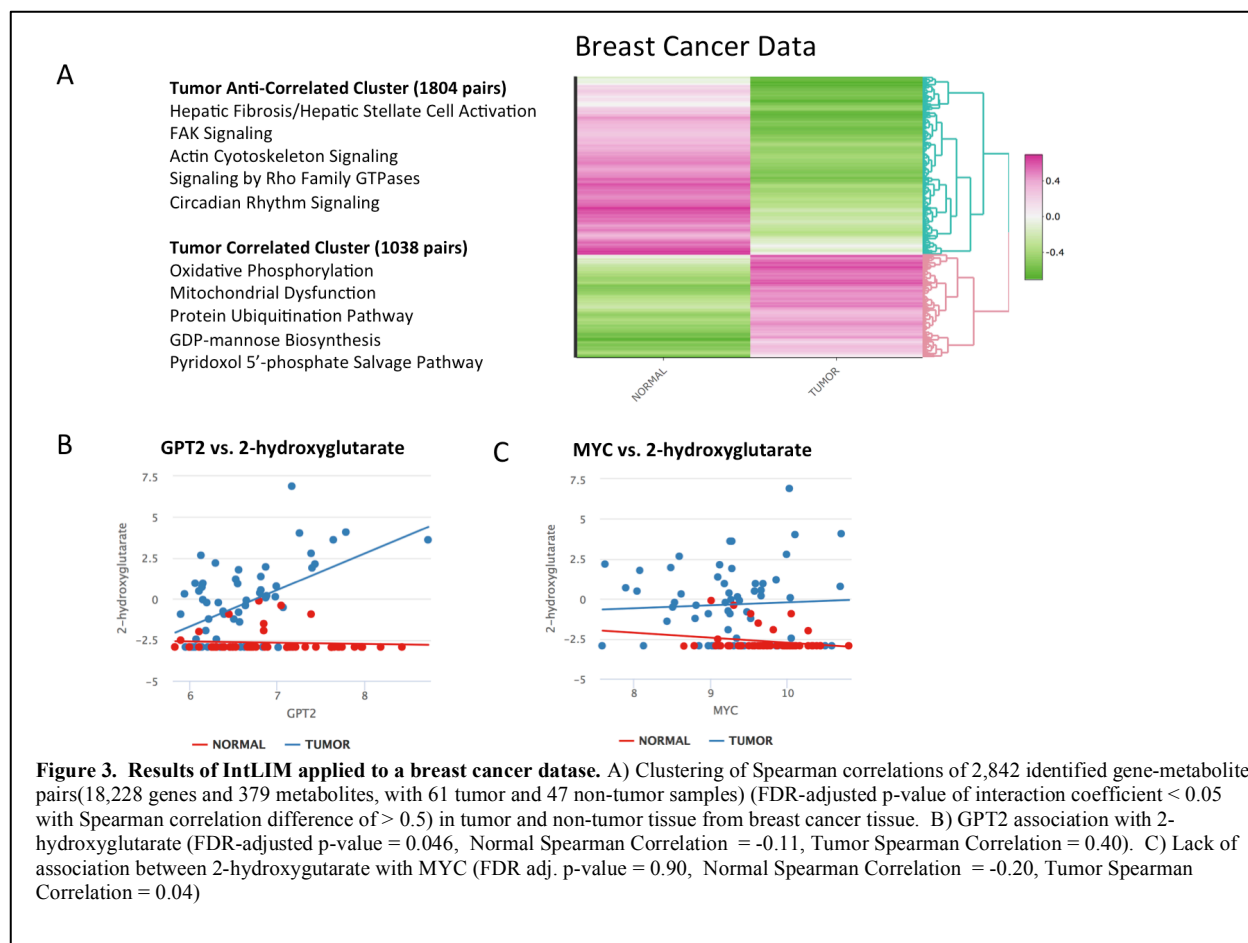 Breast Cancer Data
A
Tumor Anti-Correlated Cluster (1804 pairs)
Hepatic Fibrosis/Hepatic Stellate Cell Activation
FAK Signaling
Actin Cyotoskeleton Signaling
Signaling by Rho Family GTPases
Circadian Rhythm Signaling
Tumor Correlated Cluster (1038 pairs)
Oxidative Phosphorylation
Mitochondrial Dysfunction
Protein Ubiquitination Pathway
GDP-mannose Biosynthesis
Pyridoxol 5’-phosphate Salvage Pathway
0.4
0.0
-0.4
NORMAL
TUMOR
B
GPT2 vs. 2-hydroxyglutarate
7.5
5
2.5
0
-2.5
-5
2-hydroxyglutarate
6
7
8
GPT2
NORMAL
TUMOR
C
MYC vs. 2-hydroxyglutarate
7.5
5
2.5
0
-2.5
-5
2-hydroxyglutarate
8
9
10
MYC
NORMAL
TUMOR
Figure 3. Results of IntLIM applied to a breast cancer datase. A) Clustering of Spearman correlations of 2,842 identified gene-metabolite
pairs(18,228 genes and 379 metabolites, with 61 tumor and 47 non-tumor samples) (FDR-adjusted p-value of interaction coefficient < 0.05
with Spearman correlation difference of > 0.5) in tumor and non-tumor tissue from breast cancer tissue. B) GPT2 association with 2-
hydroxyglutarate (FDR-adjusted p-value = 0.046, Normal Spearman Correlation = -0.11, Tumor Spearman Correlation = 0.40). C) Lack of
association between 2-hydroxygutarate with MYC (FDR adj. p-value = 0.90, Normal Spearman Correlation = -0.20, Tumor Spearman
Correlation = 0.04)